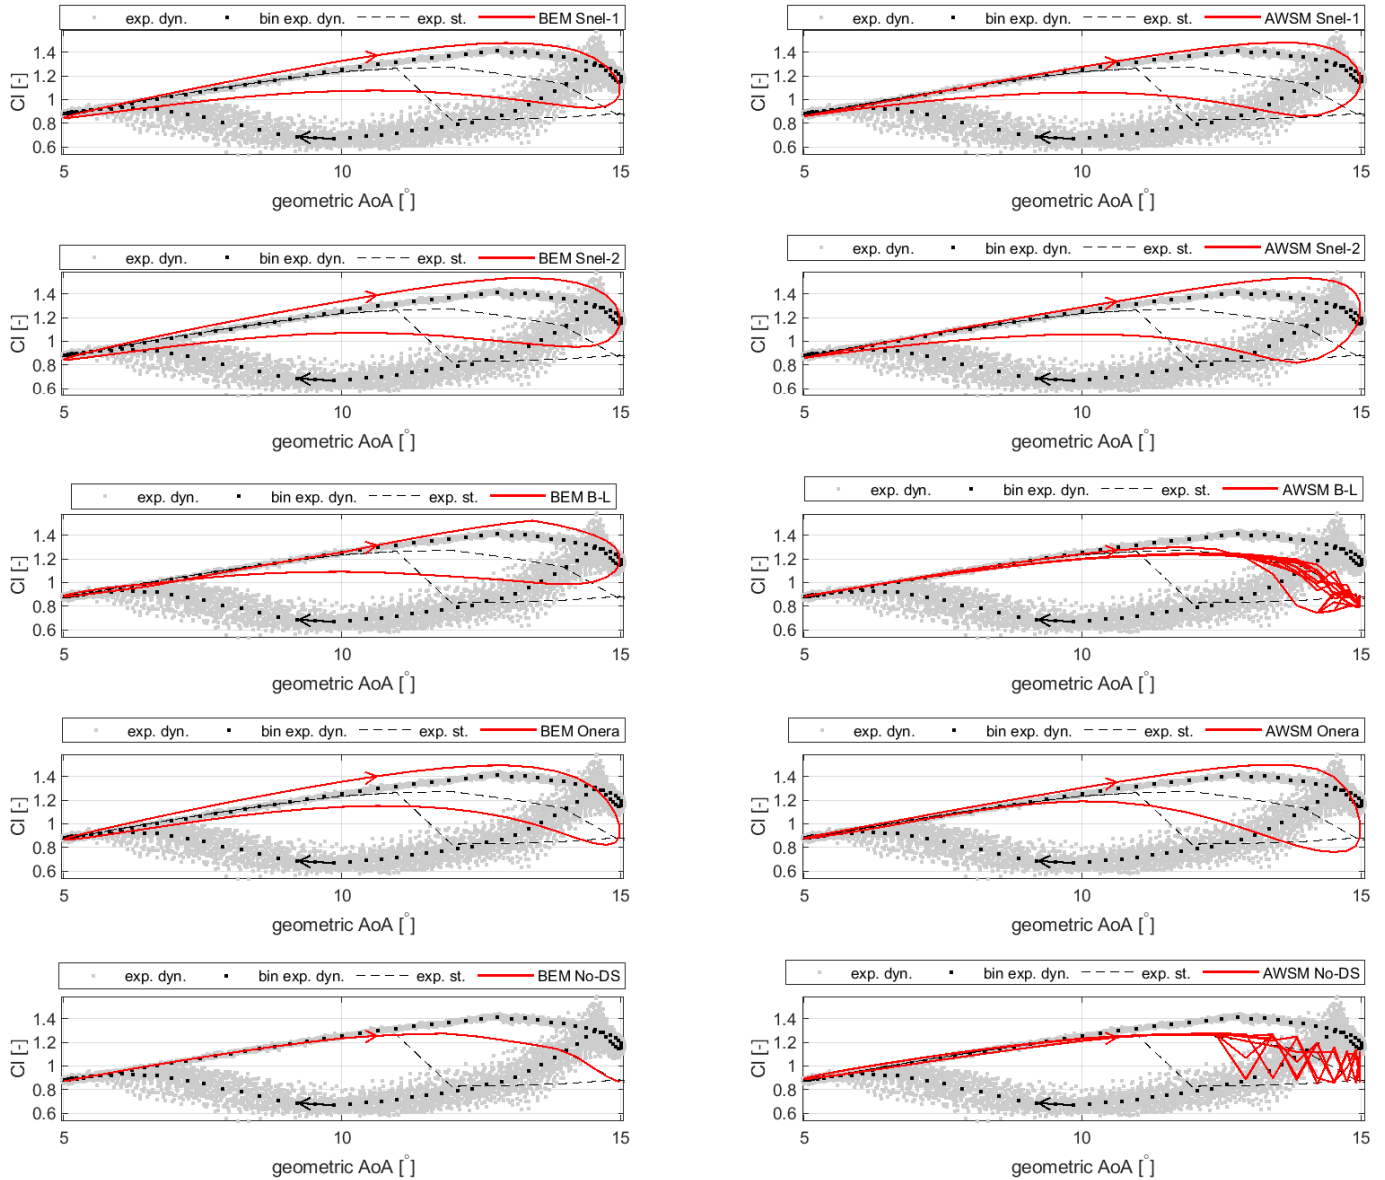 exp. dyn. bin exp. dyn. exp. st. BEM Snel-1
1.4
1.2
1
0.8
0.6
Cl [-]
5 10 15
geometric AoA [°]
exp. dyn. bin exp. dyn. exp. st. AWSM Snel-1
1.4
1.2
1
0.8
0.6
Cl [-]
5 10 15
geometric AoA [°]
exp. dyn. bin exp. dyn. exp. st. BEM Snel-2
1.4
1.2
1
0.8
0.6
Cl [-]
5 10 15
geometric AoA [°]
exp. dyn. bin exp. dyn. exp. st. AWSM Snel-2
1.4
1.2
1
0.8
0.6
Cl [-]
5 10 15
geometric AoA [°]
exp. dyn. bin exp. dyn. exp. st. BEM B-L
1.4
1.2
1
0.8
0.6
Cl [-]
5 10 15
geometric AoA [°]
exp. dyn. bin exp. dyn. exp. st. AWSM B-L
1.4
1.2
1
0.8
0.6
Cl [-]
5 10 15
geometric AoA [°]
exp. dyn. bin exp. dyn. exp. st. BEM Onera
1.4
1.2
1
0.8
0.6
Cl [-]
5 10 15
geometric AoA [°]
exp. dyn. bin exp. dyn. exp. st. AWSM Onera
1.4
1.2
1
0.8
0.6
Cl [-]
5 10 15
geometric AoA [°]
exp. dyn. bin exp. dyn. exp. st. BEM No-DS
1.4
1.2
1
0.8
0.6
Cl [-]
5 10 15
geometric AoA [°]
exp. dyn. bin exp. dyn. exp. st. AWSM No-DS
1.4
1.2
1
0.8
0.6
Cl [-]
5 10 15
geometric AoA [°]